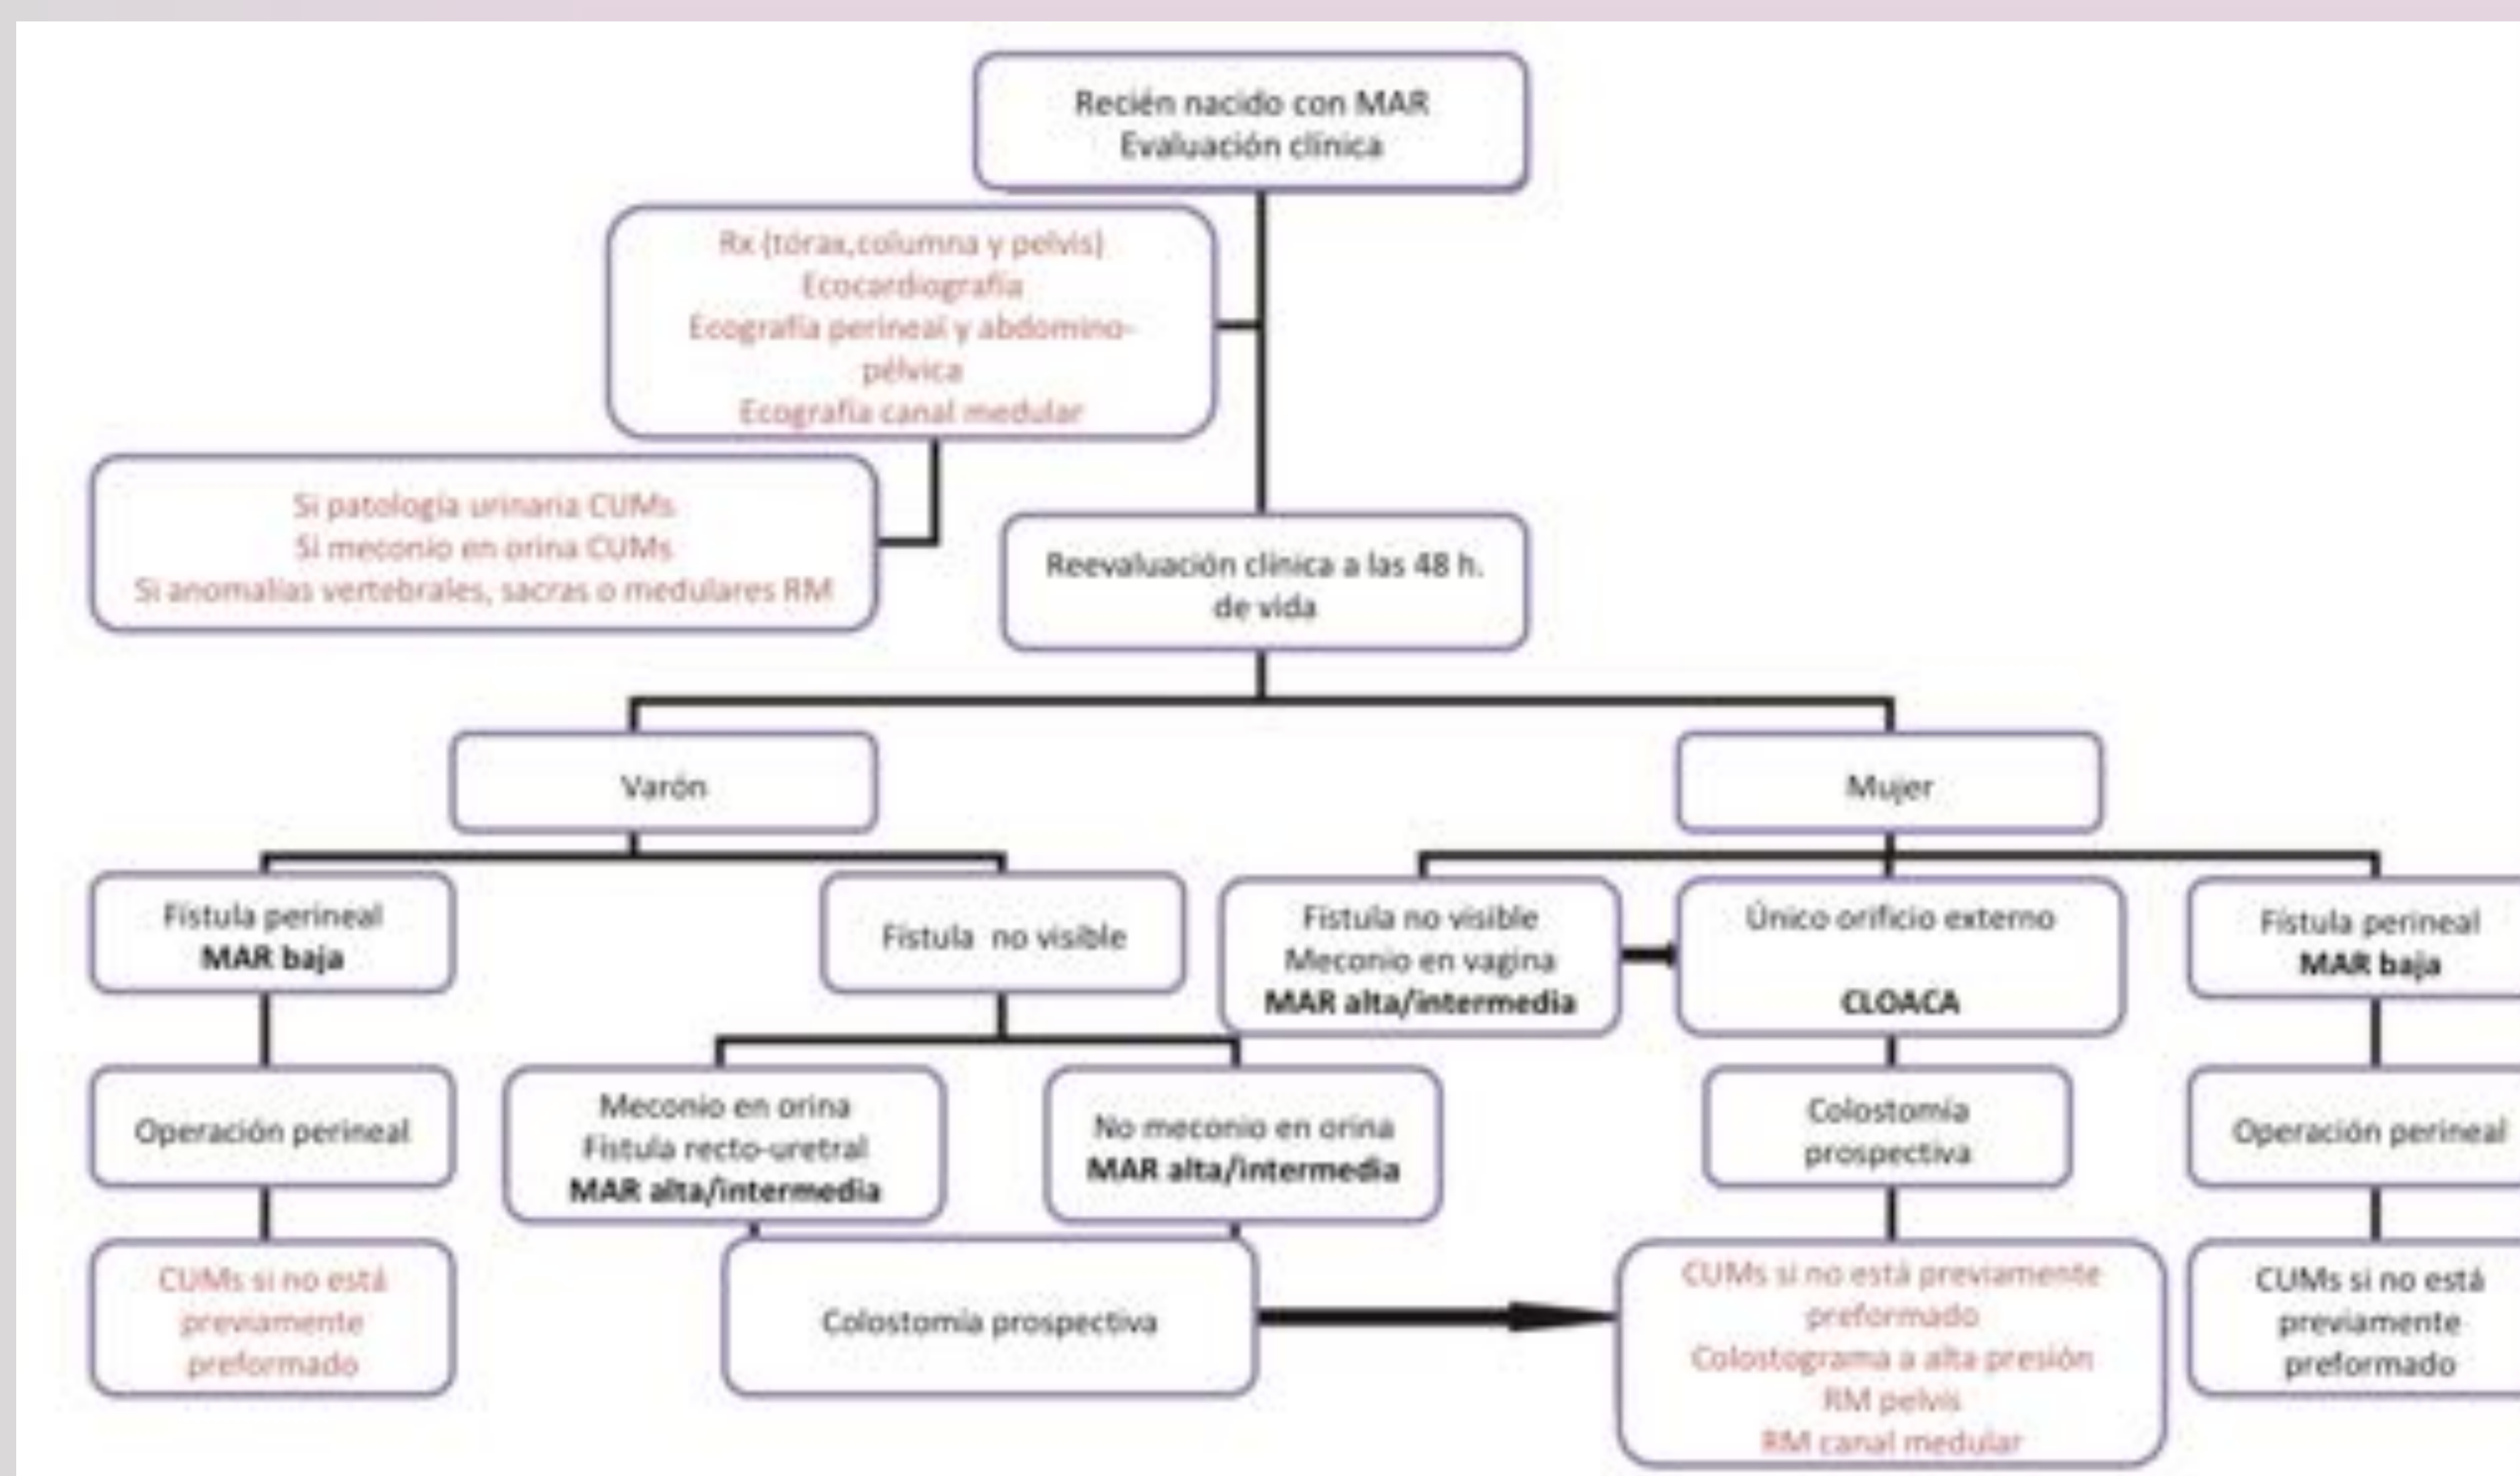 Recién nacido con MAR
Evaluación clínica
Rx (tórax,columna y pelvis)
Ecocardiografía
Ecografía perineal y abdomino-
pélvica
Ecografía canal medular
Si patología urinaria CUMs
Si meconio en orina CUMs
Si anomalías vertebrales, sacras o medulares RM
Reevaluación clínica a las 48 h.
de vida
Varón
Mujer
Fístula perineal
MAR baja
Fístula no visible
Fístula no visible
Meconio en vagina
MAR alta/intermedia
Único orificio externo
CLOACA
Fístula perineal
MAR baja
Operación perineal
Meconio en orina
Fístula recto-uretral
MAR alta/intermedia
No meconio en orina
MAR alta/intermedia
Colostomía
prospectiva
Operación perineal
CUMs si no está
previamente
preformado
Colostomía prospectiva
CUMs si no está previamente
preformado
Colostograma a alta presión
RM pelvis
RM canal medular
CUMs si no está
previamente
preformado